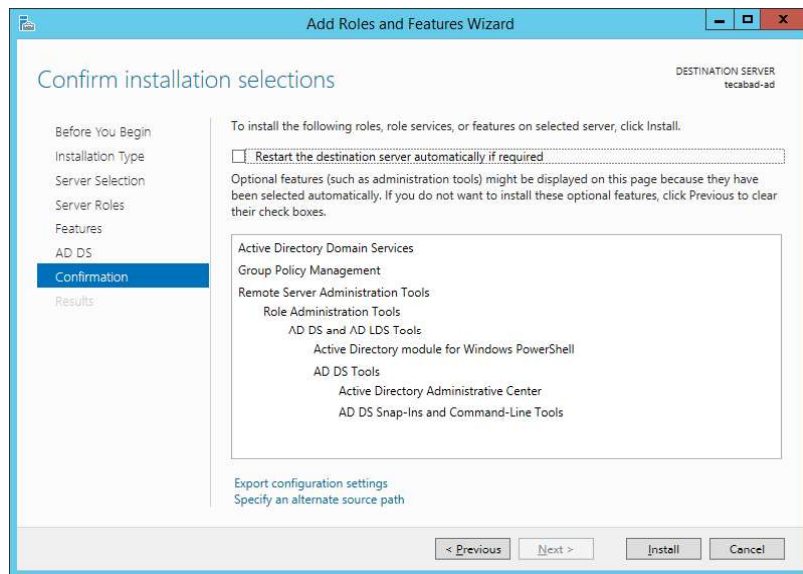 Add Roles and Features Wizard
Confirm installation selections
DESTINATION SERVER
tecabad-ad
Before You Begin
Installation Type
Server Selection
Server Roles
Features
AD DS
Confirmation
Results
To install the following roles, role services, or features on selected server, click Install.
Restart the destination server automatically if required
Optional features (such as administration tools) might be displayed on this page because they have
been selected automatically. If you do not want to install these optional features, click Previous to clear
their check boxes.
Active Directory Domain Services
Group Policy Management
Remote Server Administration Tools
Role Administration Tools
AD DS and AD LDS Tools
Active Directory module for Windows PowerShell
AD DS Tools
Active Directory Administrative Center
AD DS Snap-Ins and Command-Line Tools
Export configuration settings
Specify an alternate source path
< Previous
Next >
Install
Cancel